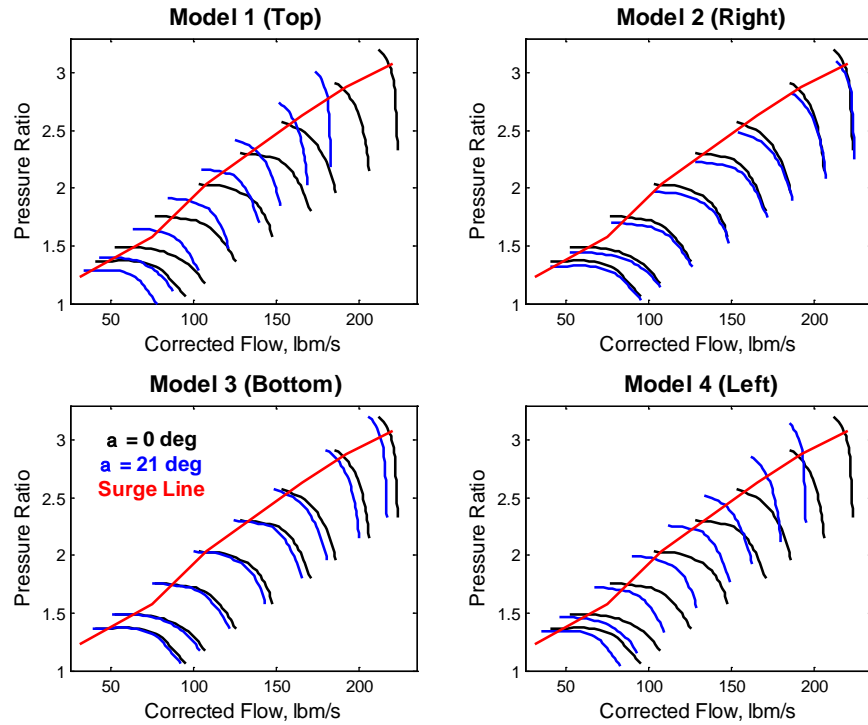 Model 1 (Top)
Model 2 (Right)
Pressure Ratio
3
2.5
2
1.5
1
50
100
150
200
Corrected Flow, lbm/s
Pressure Ratio
3
2.5
2
1.5
1
50
100
150
200
Corrected Flow, lbm/s
Model 3 (Bottom)
Model 4 (Left)
a = 0 deg
a = 21 deg
Surge Line
Pressure Ratio
3
2.5
2
1.5
1
50
100
150
200
Corrected Flow, lbm/s
Pressure Ratio
3
2.5
2
1.5
1
50
100
150
200
Corrected Flow, lbm/s